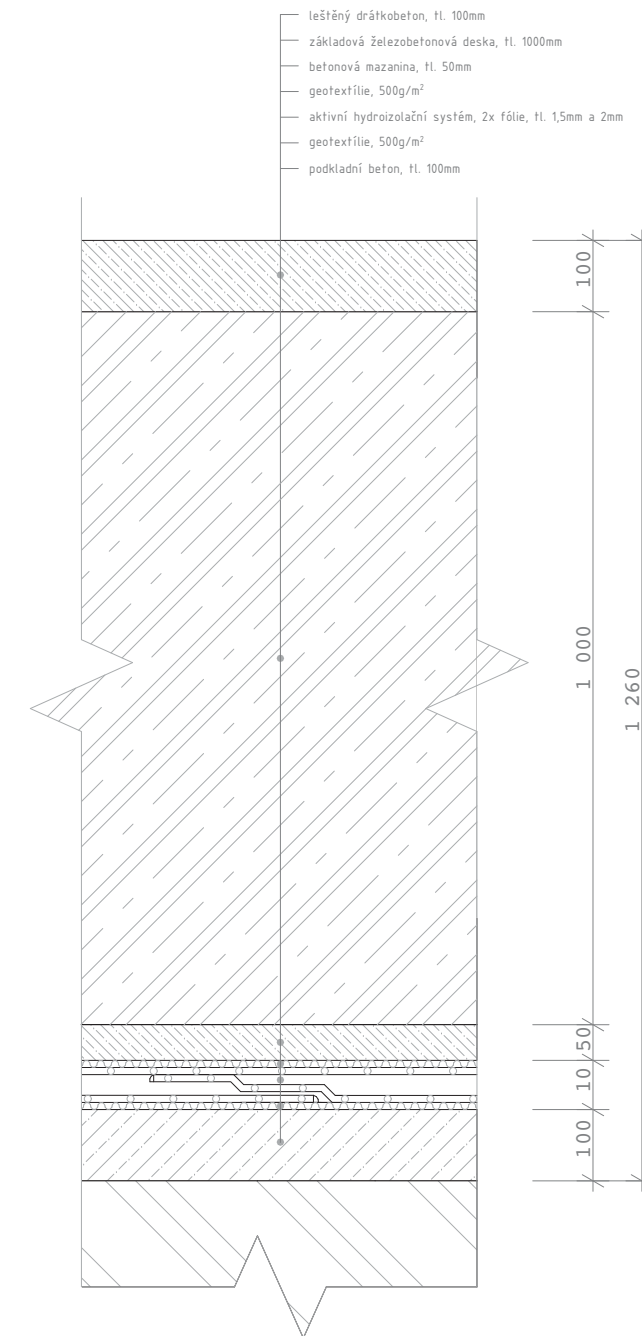 leštěný drátkobeton, tl. 100mm
základová železobetonová deska, tl. 1000mm
betonová mazanina, tl. 50mm
geotextílie, 500g/m²
aktivní hydroizolační systém, 2x fólie, tl. 1,5mm a 2mm
geotextílie, 500g/m²
podkladní beton, tl. 100mm
100
1 000
1 260
50
10
100